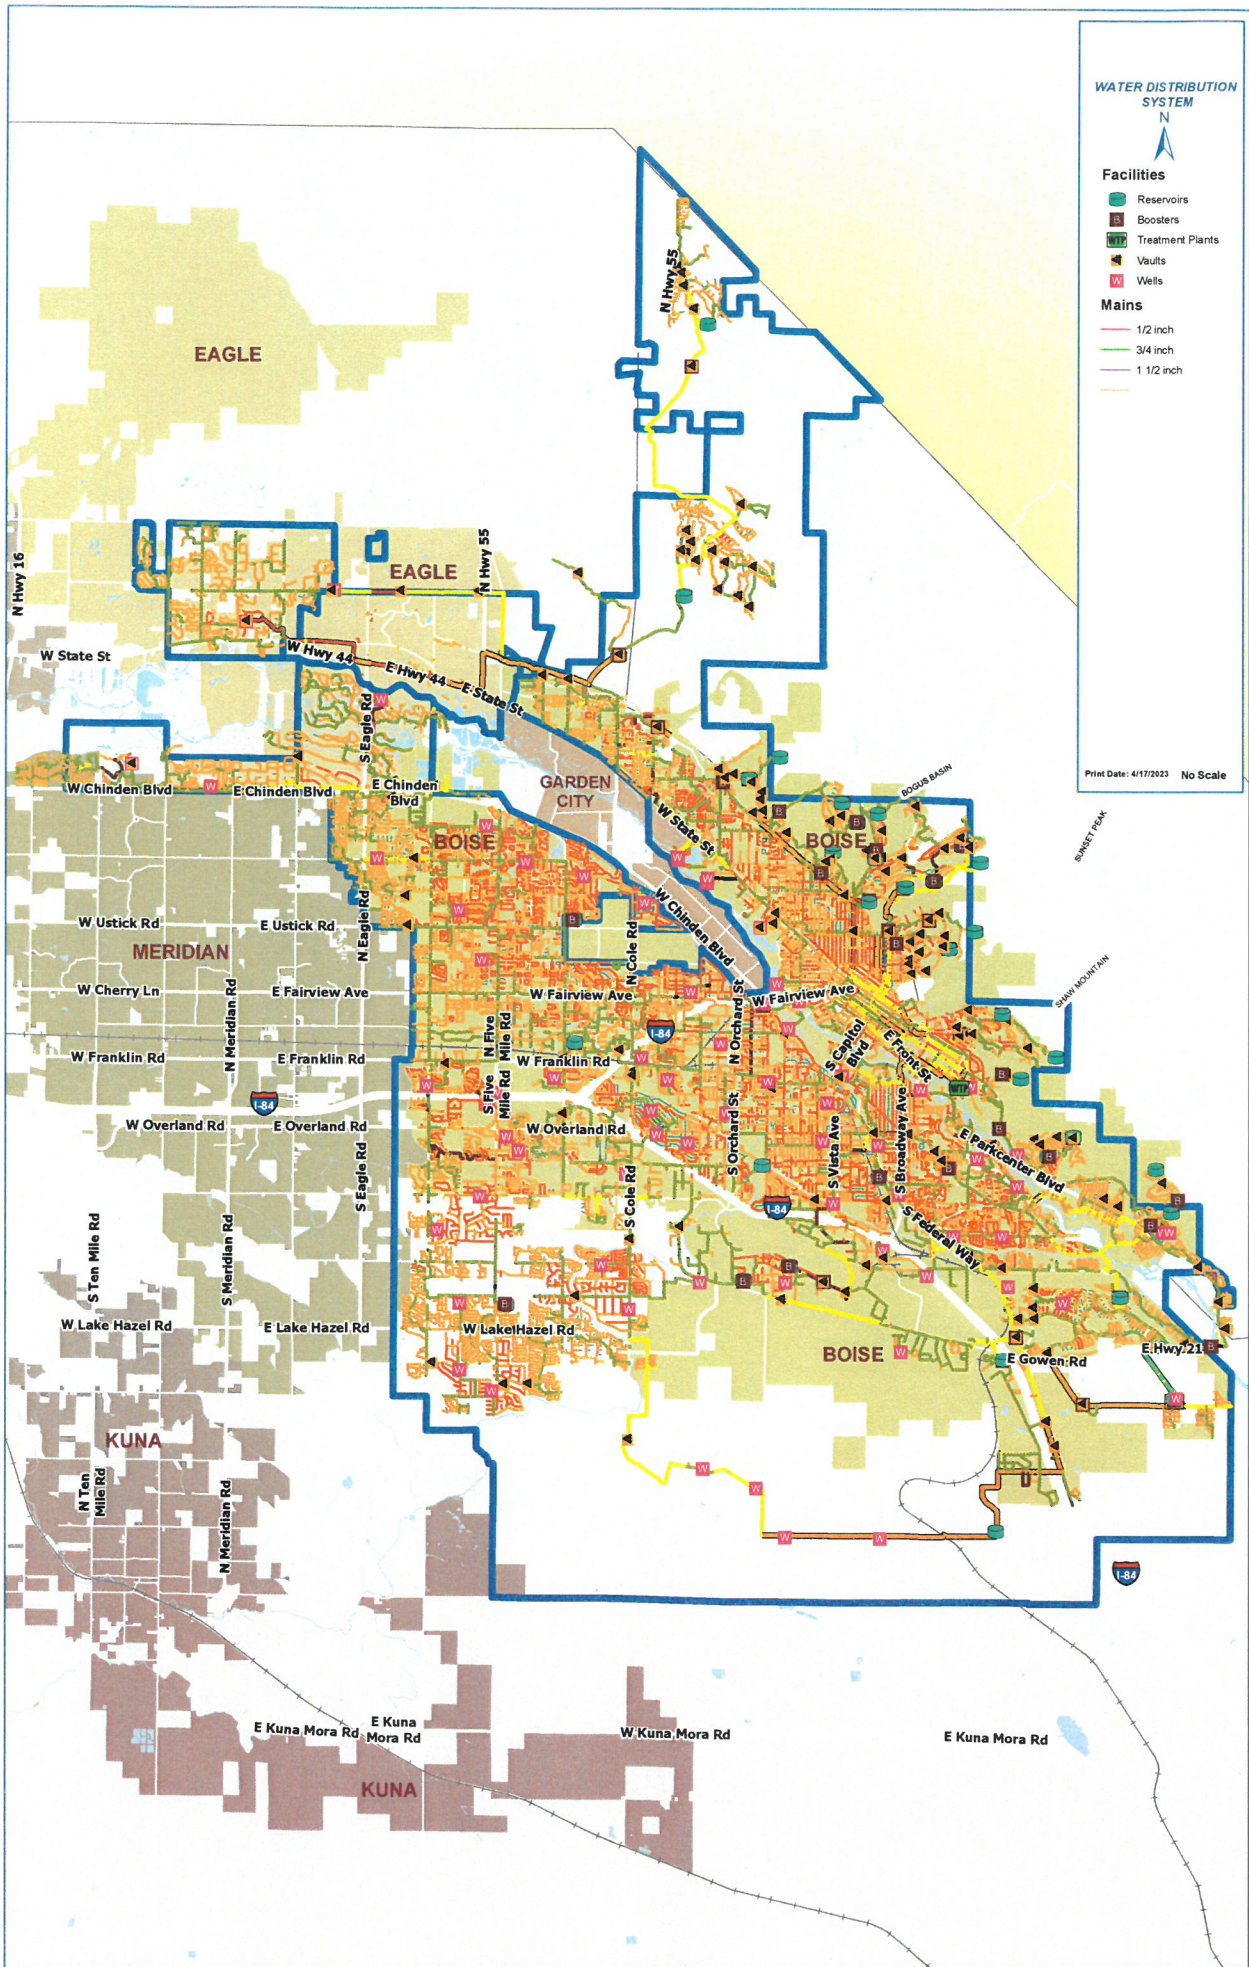 WATER DISTRIBUTION
SYSTEM
N
Facilities
Reservoirs
B
Boosters
WTP
Treatment Plants
Vaults
W
Wells
Mains
1/2 inch
3/4 inch
1 1/2 inch
Print Date: 4/17/2023 No Scale
N Hwy 55
EAGLE
N Hwy 16
EAGLE
N Hwy 55
W State St
W Hwy 44
E Hwy 44
E State St
S Eagle Rd
W Chinden Blvd
E Chinden Blvd
E Chinden
Blvd
GARDEN
CITY
W State St
BOGUS BASIN
SUNSET PEAK
BOISE
BOISE
W Ustick Rd
E Ustick Rd
N Eagle Rd
N Cole Rd
W Chinden Blvd
MERIDIAN
W Cherry Ln
N Meridian Rd
E Fairview Ave
W Fairview Ave
W Fairview Ave
SHAW MOUNTAIN
N Five
Mile Rd
I-84
N Orchard St
S Capitol
Blvd
E Front St
W Franklin Rd
E Franklin Rd
W Franklin Rd
WTP
I-84
S Five
Mile Rd
W Overland Rd
E Overland Rd
W Overland Rd
S Orchard St
S Vista Ave
S Broadway Ave
E Parkcenter Blvd
S Eagle Rd
S Cole Rd
I-84
S Federal Way
S Ten Mile Rd
S Meridian Rd
W Lake Hazel Rd
E Lake Hazel Rd
W Lake Hazel Rd
BOISE
E Gowen Rd
E Hwy 21
KUNA
N Ten
Mile Rd
N Meridian Rd
I-84
E Kuna Mora Rd
E Kuna
Mora Rd
W Kuna Mora Rd
E Kuna Mora Rd
KUNA